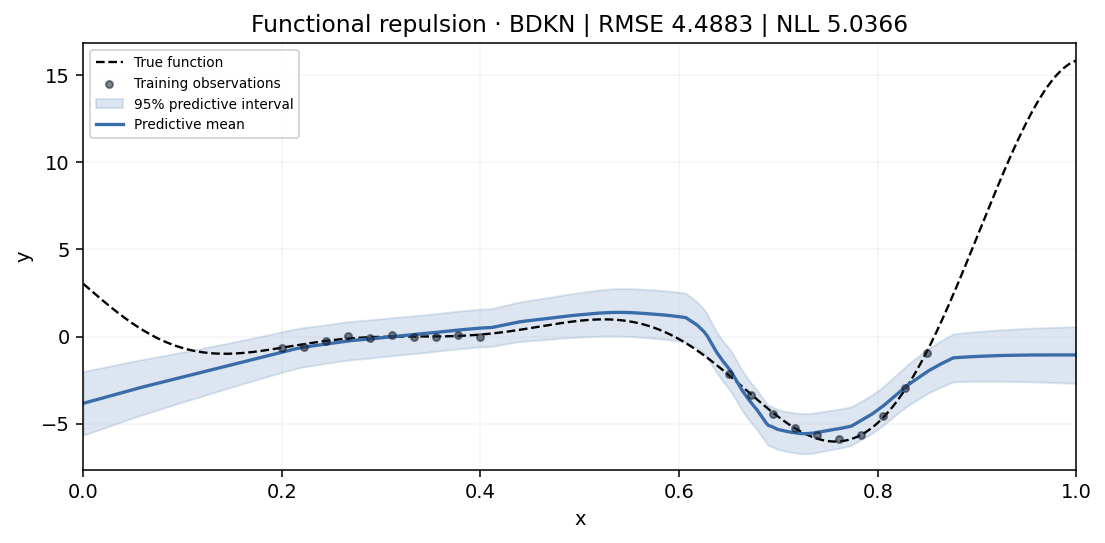 Functional repulsion · BDKN | RMSE 4.4883 | NLL 5.0366
True function
Training observations
95% predictive interval
Predictive mean
15
10
5
0
−5
y
0.0 0.2 0.4 0.6 0.8 1.0
x